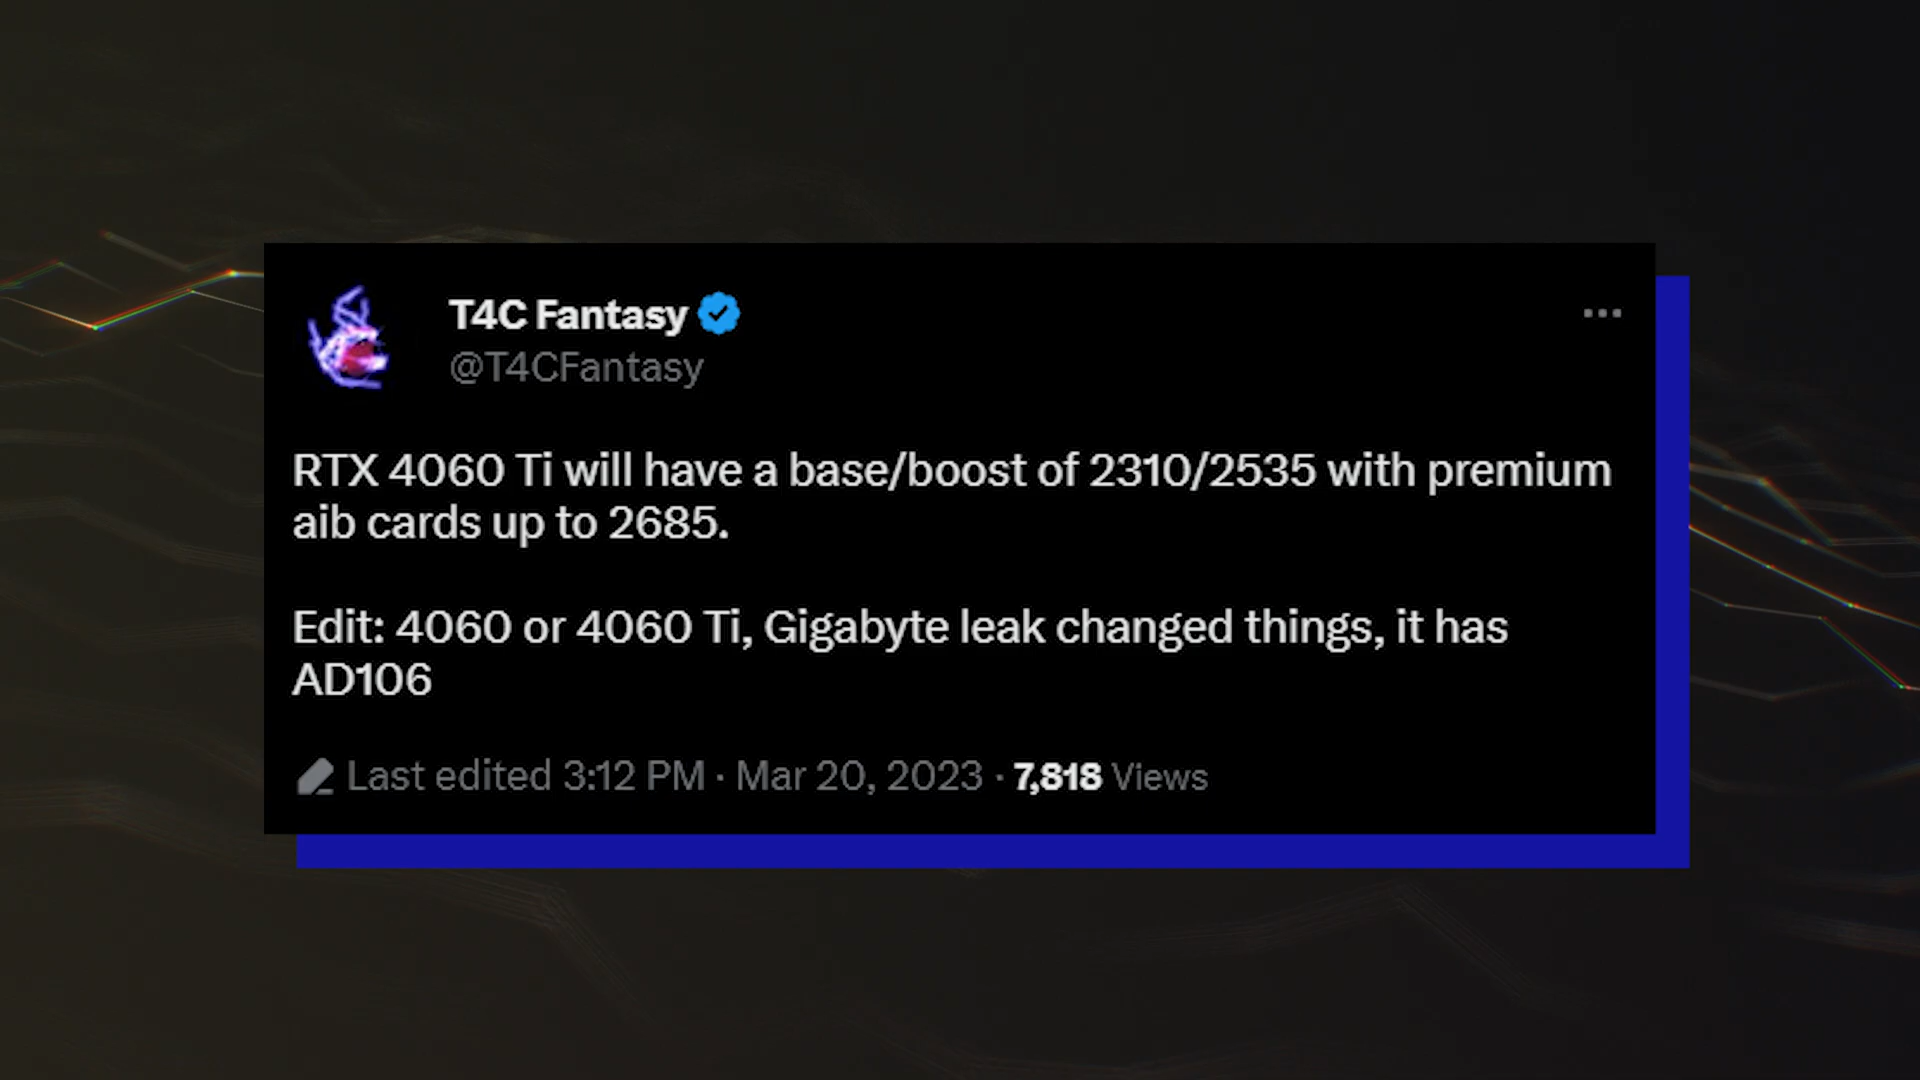 T4C Fantasy
@T4CFantasy
RTX 4060 Ti will have a base/boost of 2310/2535 with premium
aib cards up to 2685.
Edit: 4060 or 4060 Ti, Gigabyte leak changed things, it has
AD106
Last edited 3:12 PM · Mar 20, 2023 · 7,818 Views